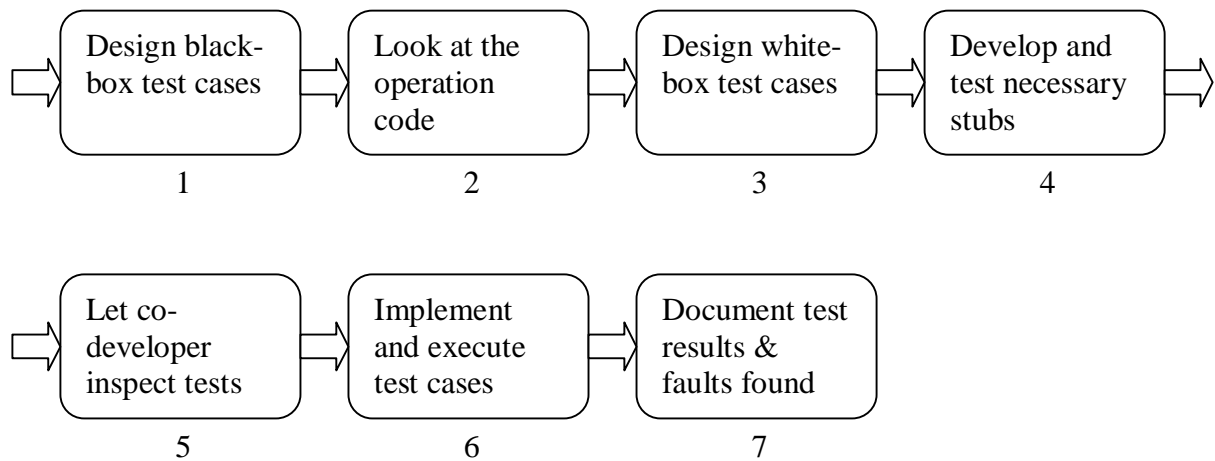 Design black-
box test cases
Look at the
operation
code
Design white-
box test cases
Develop and
test necessary
stubs
1
2
3
4
Let co-
developer
inspect tests
Implement
and execute
test cases
Document test
results &
faults found
5
6
7